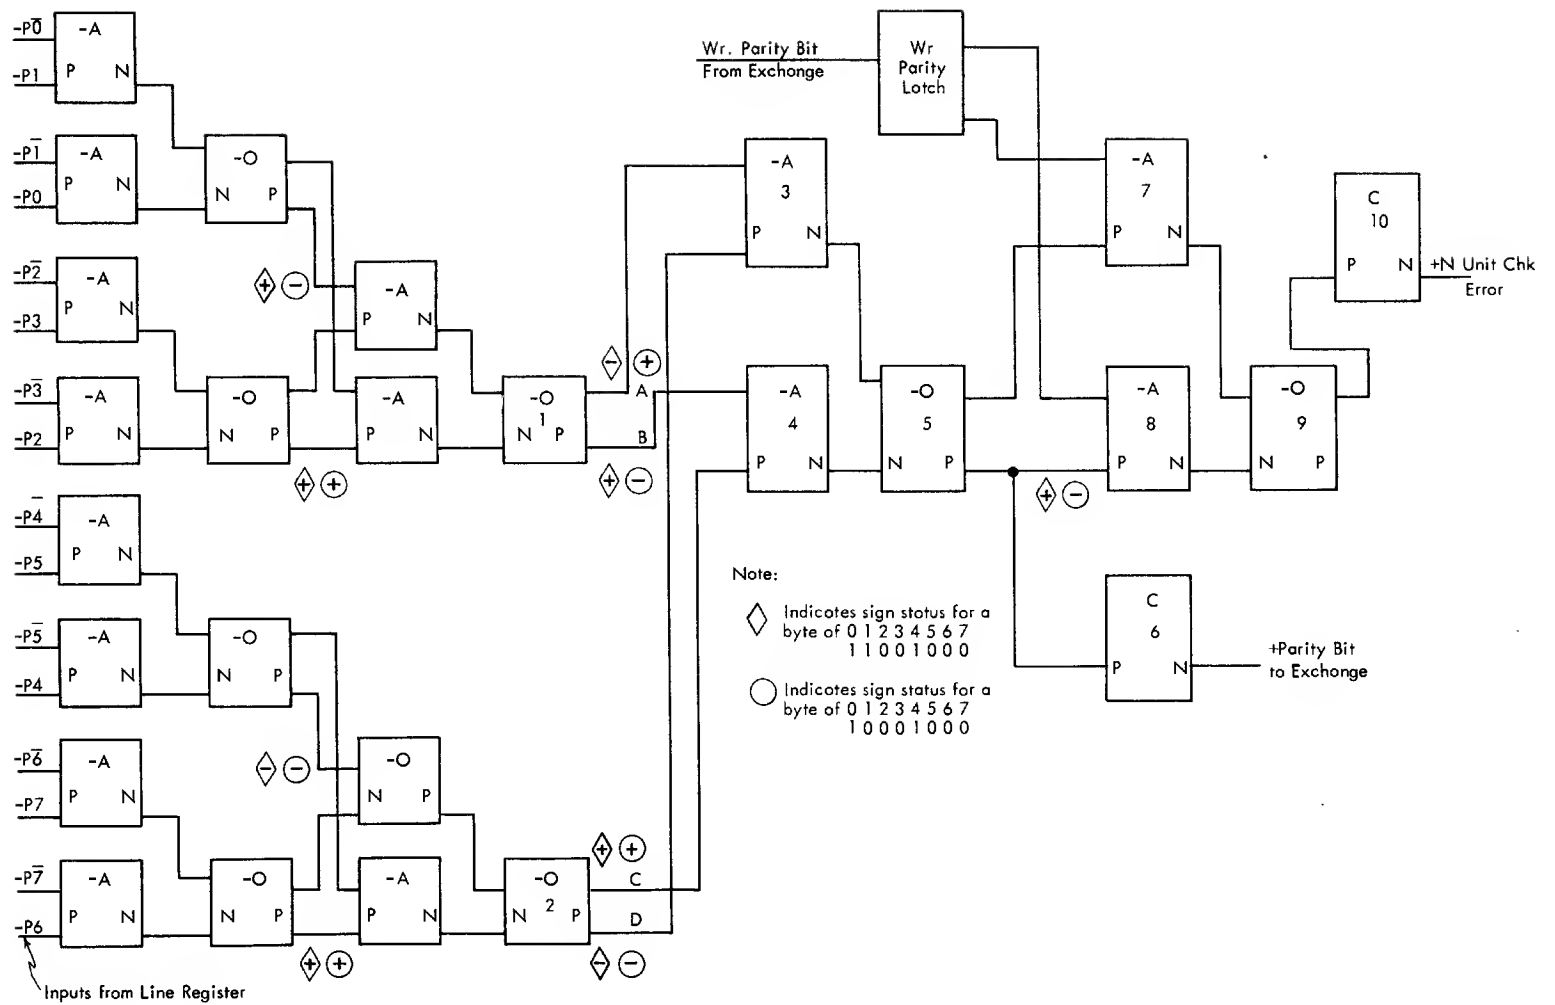 -P0̅
-P1
-A
P N
-P1̅
-P0
-A
P N
-O
N P
-P2̅
-P3
-A
P N
-P3̅
-P2
-A
P N
-O
N P
+ -
-A
P N
-A
P N
+ +
-O
1
N P
- +
A
B
+ -
-P4̅
-P5
-A
P N
-P5̅
-P4
-A
P N
-O
N P
-P6̅
-P7
-A
P N
-P7̅
-P6
-A
P N
-O
N P
- -
-O
N P
-A
P N
+ +
-O
2
N P
+ +
C
D
- -
Inputs from Line Register
Wr. Parity Bit
From Exchonge
Wr
Parity
Lotch
-A
3
P N
-A
4
P N
-O
5
N P
+ -
-A
7
P N
-A
8
P N
-O
9
N P
C
10
P N
+N Unit Chk
Error
C
6
P N
+Parity Bit
to Exchonge
Note:
Indicates sign status for a
byte of 0 1 2 3 4 5 6 7
1 1 0 0 1 0 0 0
Indicates sign status for a
byte of 0 1 2 3 4 5 6 7
1 0 0 0 1 0 0 0